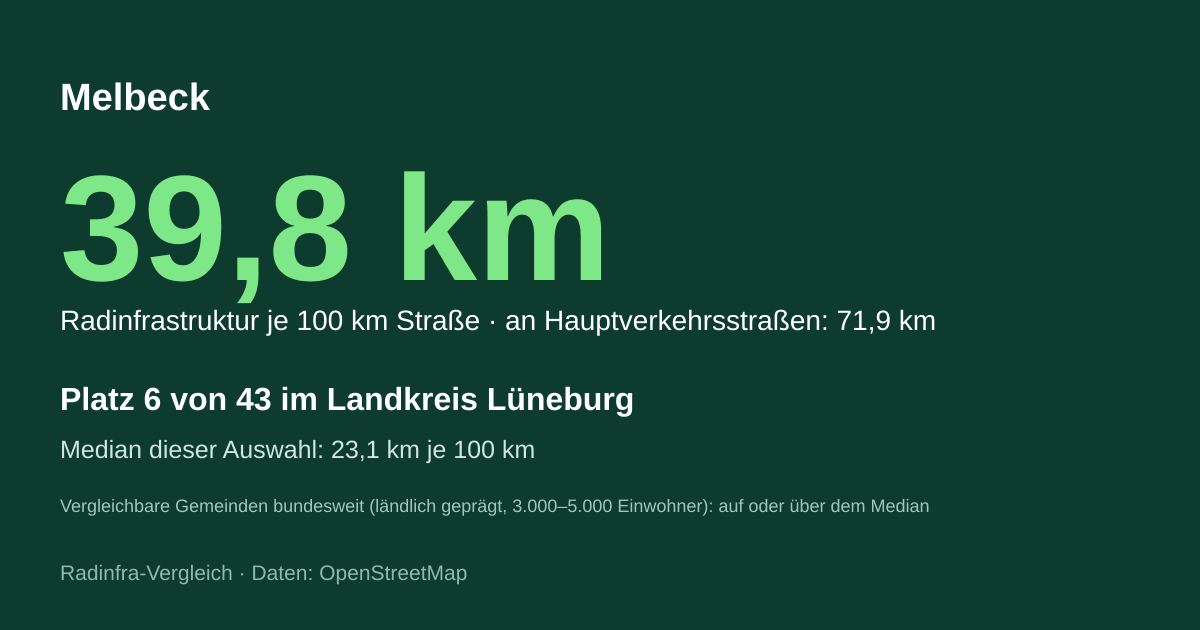 Melbeck
39,8 km
Radinfrastruktur je 100 km Straße · an Hauptverkehrsstraßen: 71,9 km
Platz 6 von 43 im Landkreis Lüneburg
Median dieser Auswahl: 23,1 km je 100 km
Vergleichbare Gemeinden bundesweit (ländlich geprägt, 3.000–5.000 Einwohner): auf oder über dem Median
Radinfra-Vergleich · Daten: OpenStreetMap